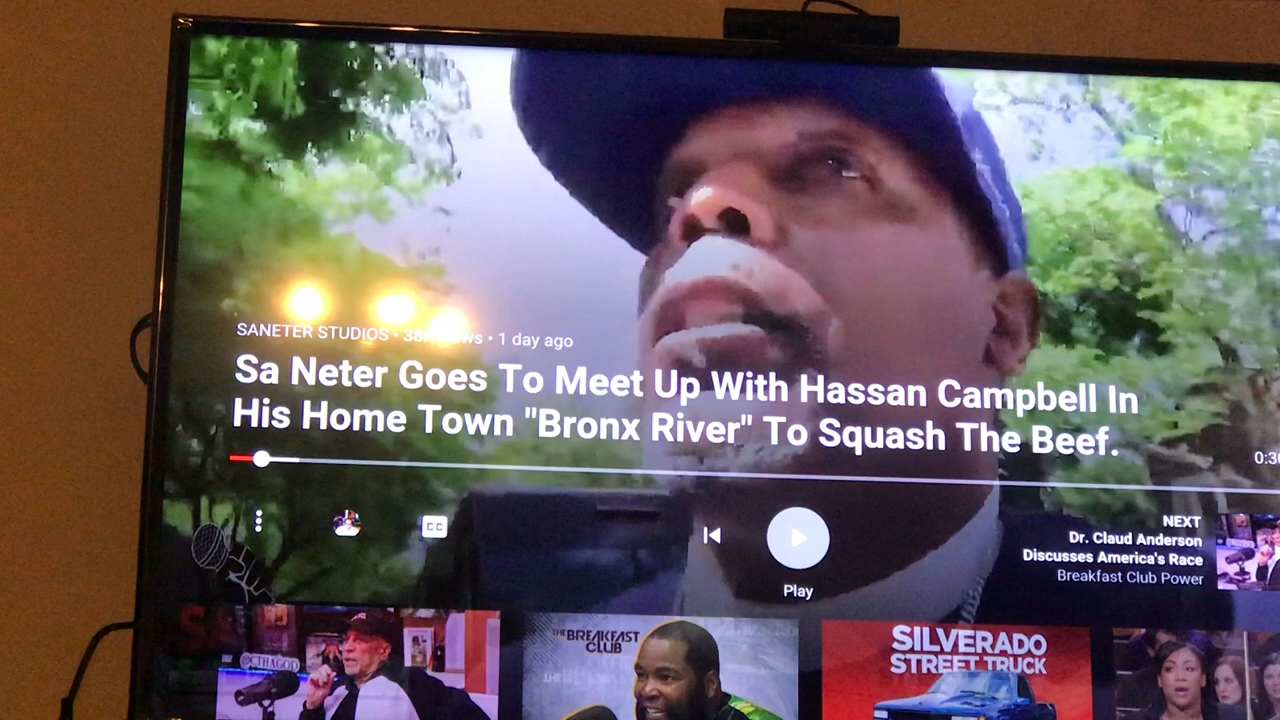 SANETER STUDIOS • 1 day ago
Sa Neter Goes To Meet Up With Hassan Campbell In
His Home Town "Bronx River" To Squash The Beef.
CC
Play
NEXT
Dr. Claud Anderson
Discusses America's Race
Breakfast Club Power
@CTHAGOD
THE BREAKFAST
CLUB
SILVERADO
STREET TRUCK